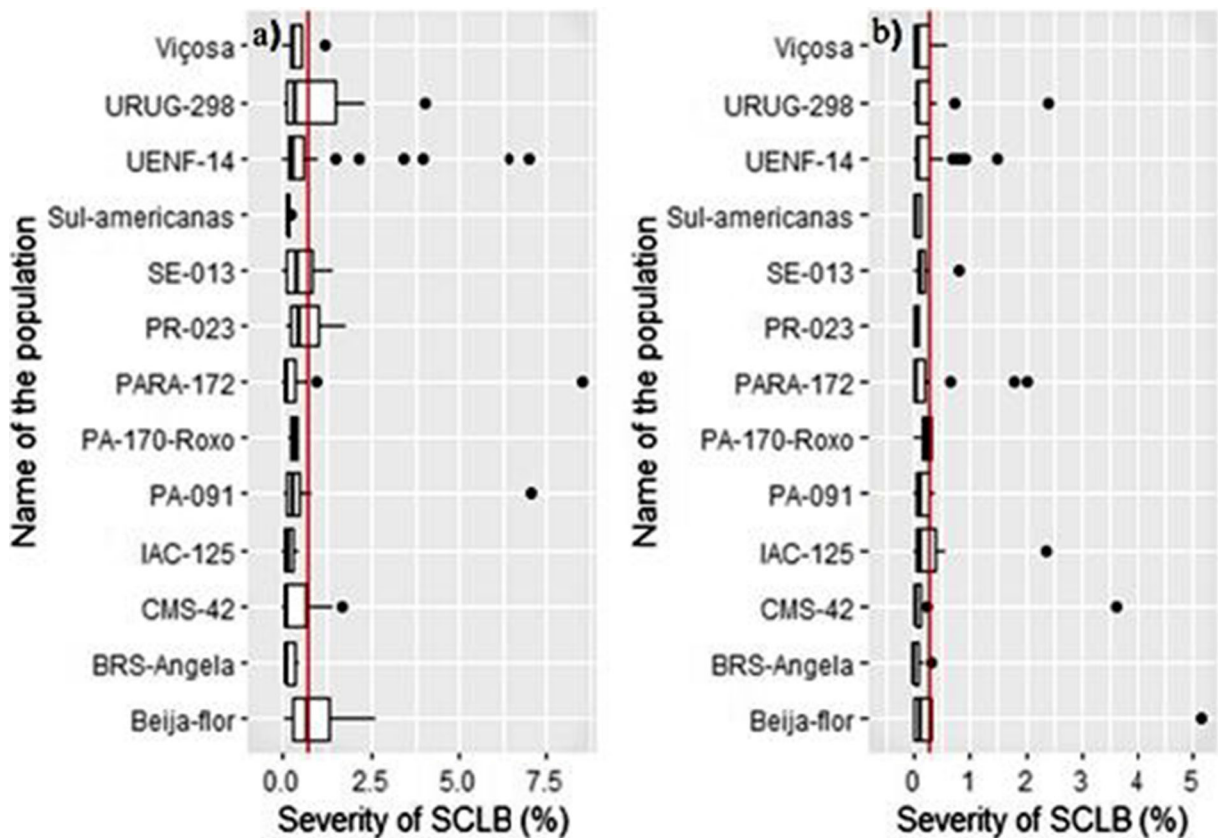 a)
Name of the population
Viçosa
URUG-298
UENF-14
Sul-americanas
SE-013
PR-023
PARA-172
PA-170-Roxo
PA-091
IAC-125
CMS-42
BRS-Angela
Beija-flor
0.0 2.5 5.0 7.5
Severity of SCLB (%)
b)
Name of the population
Viçosa
URUG-298
UENF-14
Sul-americanas
SE-013
PR-023
PARA-172
PA-170-Roxo
PA-091
IAC-125
CMS-42
BRS-Angela
Beija-flor
0 1 2 3 4 5
Severity of SCLB (%)